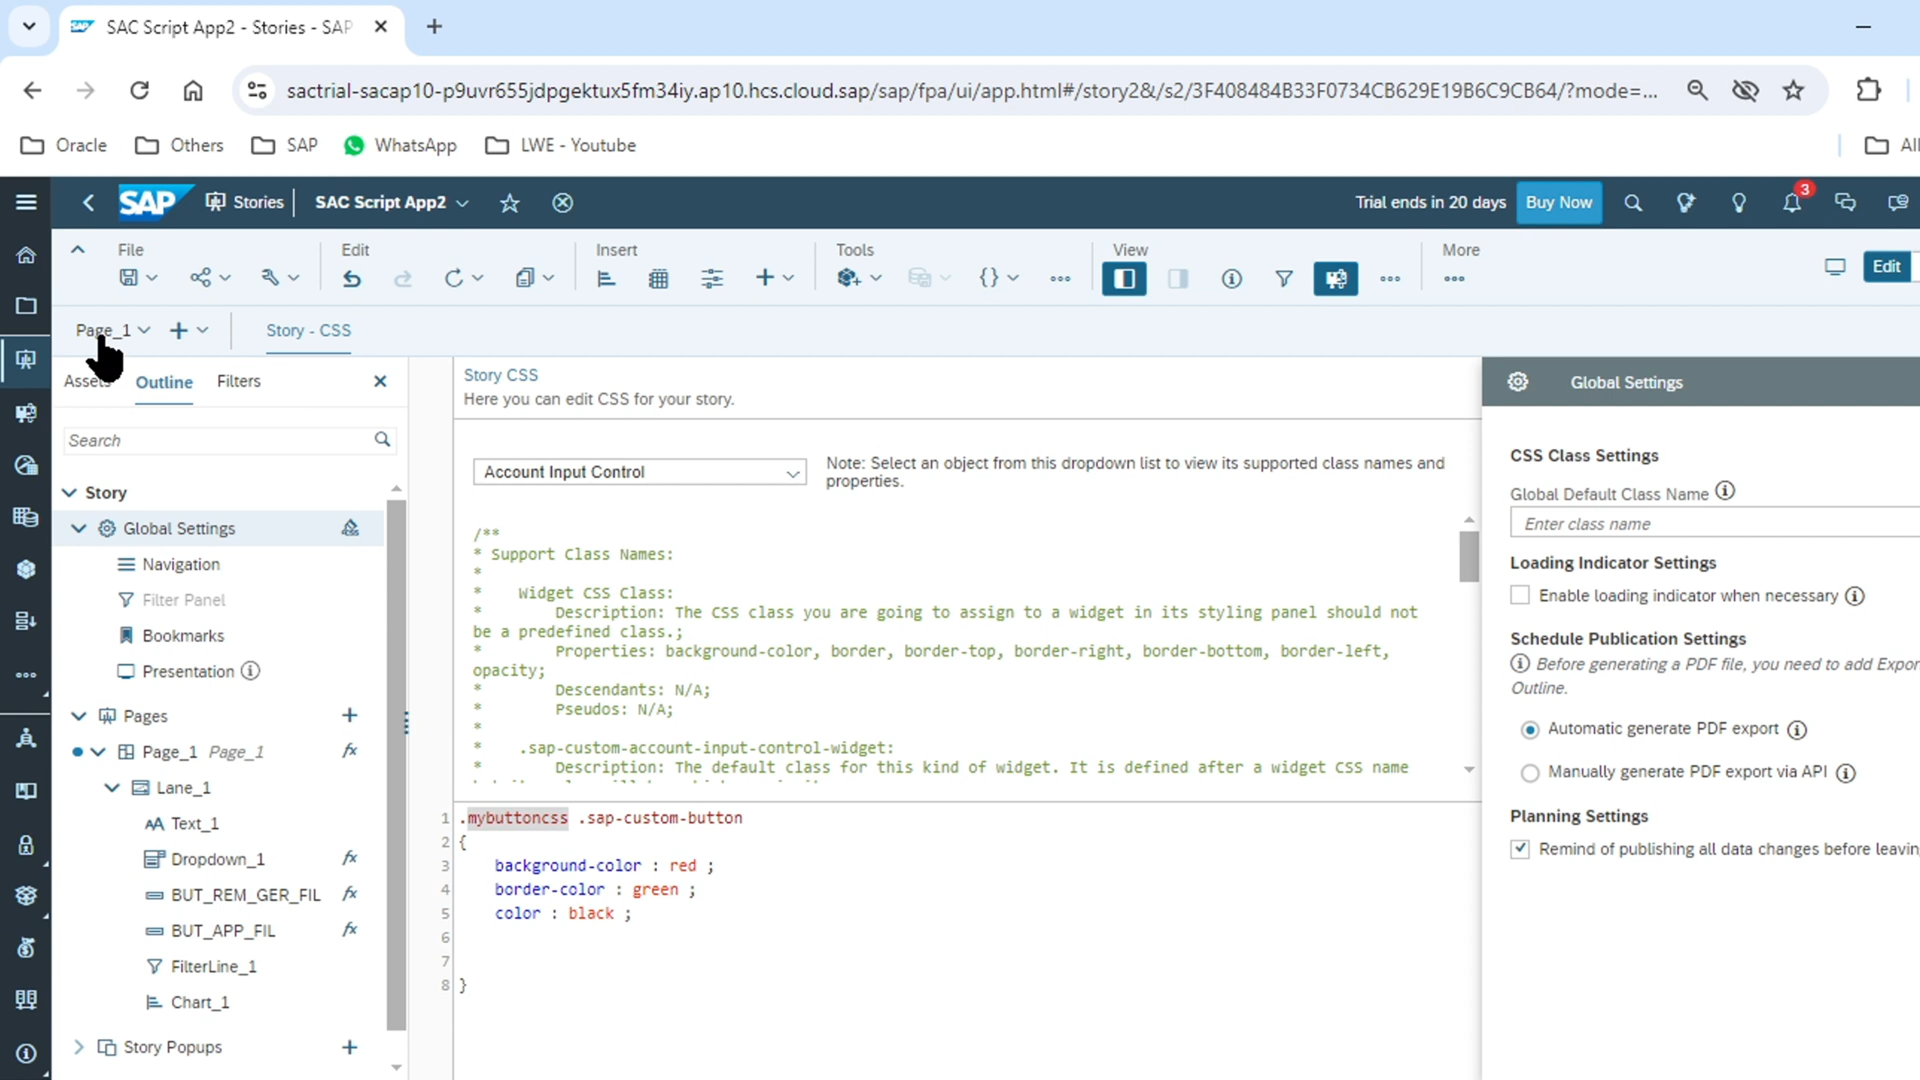 SAC Script App2 - Stories - SAP
sactrial-sacap10-p9uvr655jdpgektux5fm34iy.ap10.hcs.cloud.sap/sap/fpa/ui/app.html#/story2&/s2/3F408484B33F0734CB629E19B6C9CB64/?mode=...
Oracle Others SAP WhatsApp LWE - Youtube All
SAP Stories SAC Script App2 Trial ends in 20 days Buy Now 3
File Edit Insert Tools View More
Edit
Page_1 Story - CSS
Assets Outline Filters
Search
Story
Global Settings
Navigation
Filter Panel
Bookmarks
Presentation
Pages
Page_1 Page_1
Lane_1
Text_1
Dropdown_1
BUT_REM_GER_FIL
BUT_APP_FIL
FilterLine_1
Chart_1
Story Popups
Story CSS
Here you can edit CSS for your story.
Account Input Control
Note: Select an object from this dropdown list to view its supported class names and
properties.
/**
* Support Class Names:
*
* Widget CSS Class:
* Description: The CSS class you are going to assign to a widget in its styling panel should not
be a predefined class.;
* Properties: background-color, border, border-top, border-right, border-bottom, border-left,
opacity;
* Descendants: N/A;
* Pseudos: N/A;
*
* .sap-custom-account-input-control-widget:
* Description: The default class for this kind of widget. It is defined after a widget CSS name
1 .mybuttoncss .sap-custom-button
2 {
3 background-color : red ;
4 border-color : green ;
5 color : black ;
6
7
8 }
Global Settings
CSS Class Settings
Global Default Class Name
Enter class name
Loading Indicator Settings
Enable loading indicator when necessary
Schedule Publication Settings
Before generating a PDF file, you need to add Expor
Outline.
Automatic generate PDF export
Manually generate PDF export via API
Planning Settings
Remind of publishing all data changes before leavin